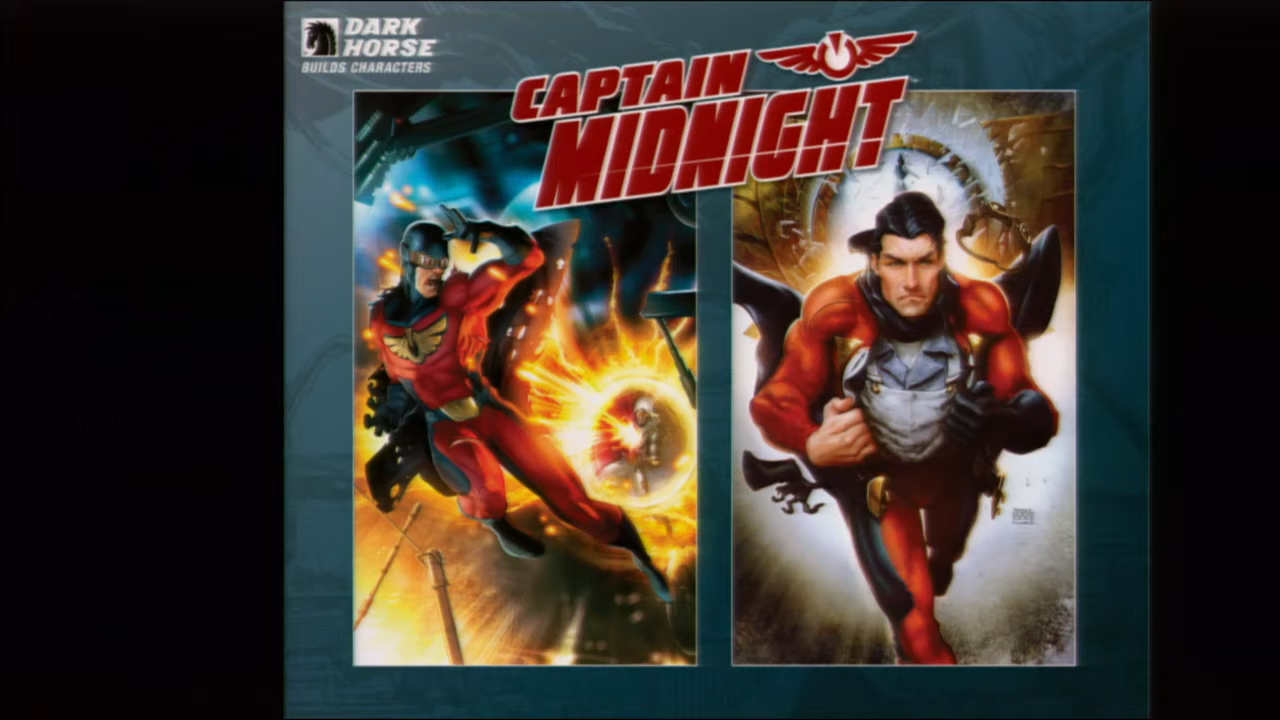 DARK
HORSE
BUILDS CHARACTERS
CAPTAIN
MIDNIGHT